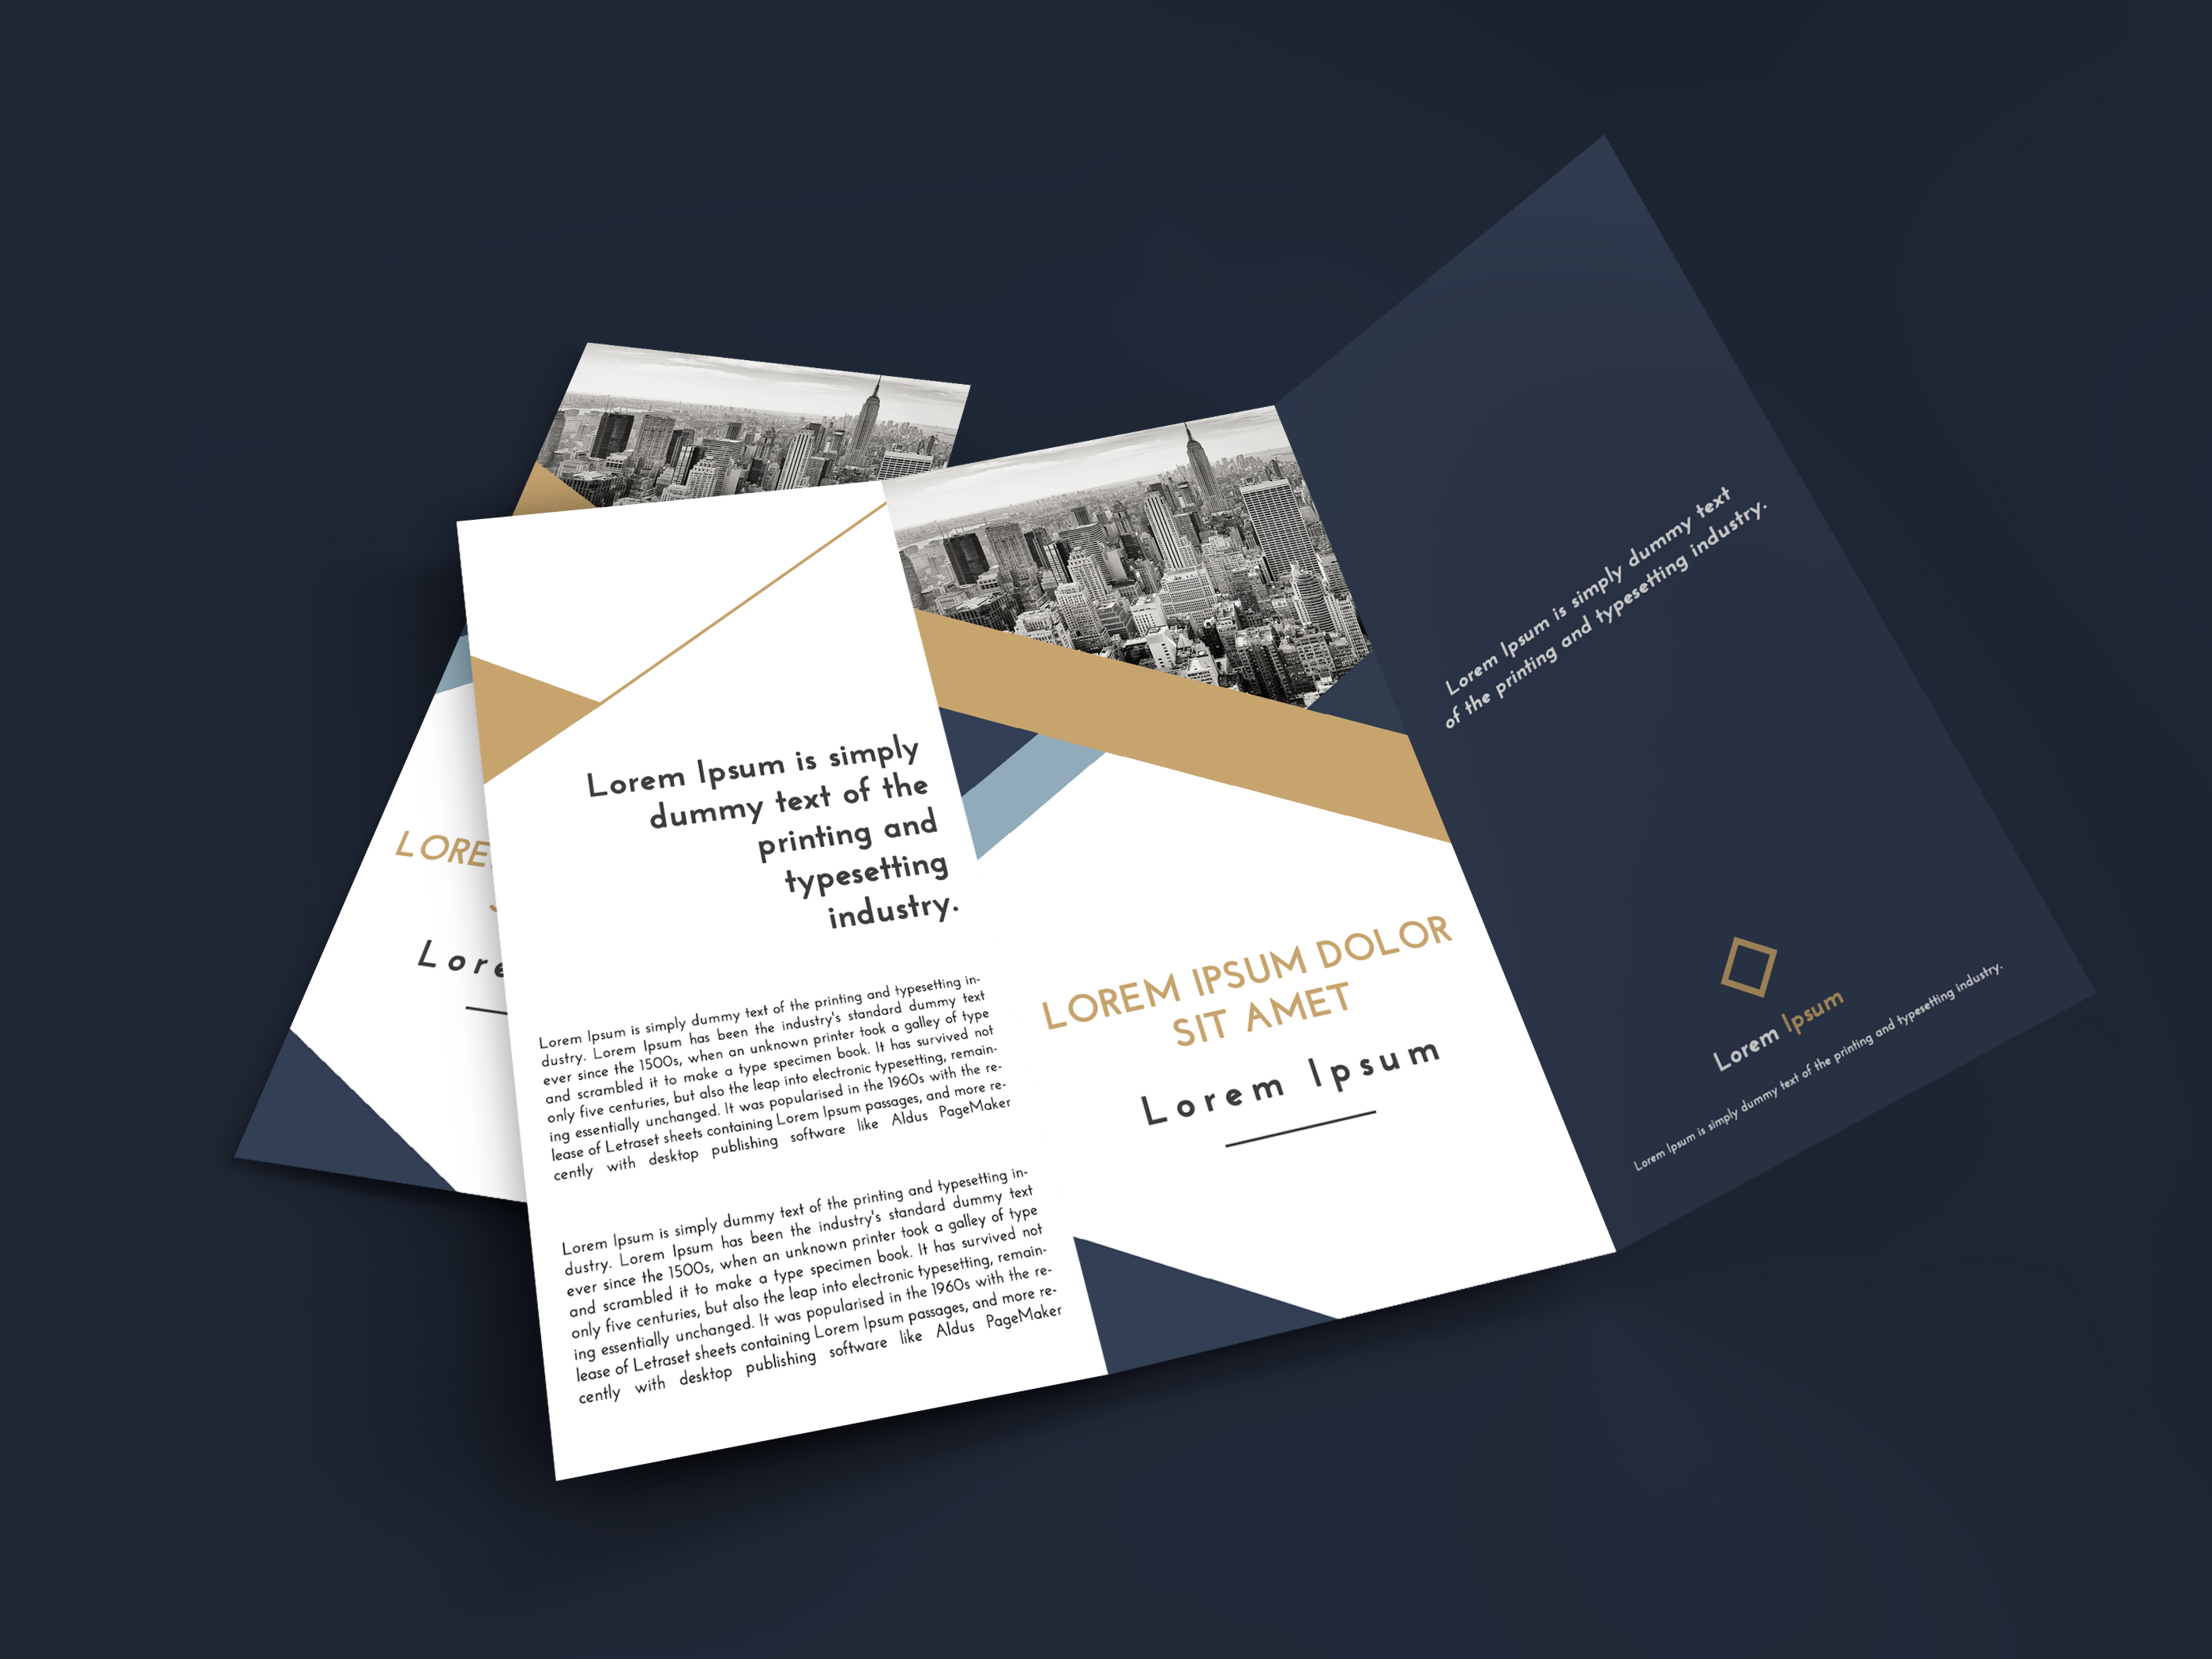 LORE
Lore
Lorem Ipsum is simply
dummy text of the
printing and
typesetting
industry.
Lorem Ipsum is simply dummy text of the printing and typesetting in-
dustry. Lorem Ipsum has been the industry's standard dummy text
ever since the 1500s, when an unknown printer took a galley of type
and scrambled it to make a type specimen book. It has survived not
only five centuries, but also the leap into electronic typesetting, remain-
ing essentially unchanged. It was popularised in the 1960s with the re-
lease of Letraset sheets containing Lorem Ipsum passages, and more re-
cently with desktop publishing software like Aldus PageMaker
Lorem Ipsum is simply dummy text of the printing and typesetting in-
dustry. Lorem Ipsum has been the industry's standard dummy text
ever since the 1500s, when an unknown printer took a galley of type
and scrambled it to make a type specimen book. It has survived not
only five centuries, but also the leap into electronic typesetting, remain-
ing essentially unchanged. It was popularised in the 1960s with the re-
lease of Letraset sheets containing Lorem Ipsum passages, and more re-
cently with desktop publishing software like Aldus PageMaker
LOREM IPSUM DOLOR
SIT AMET
Lorem Ipsum
Lorem Ipsum is simply dummy text
of the printing and typesetting industry.
Lorem Ipsum
Lorem Ipsum is simply dummy text of the printing and typesetting industry.